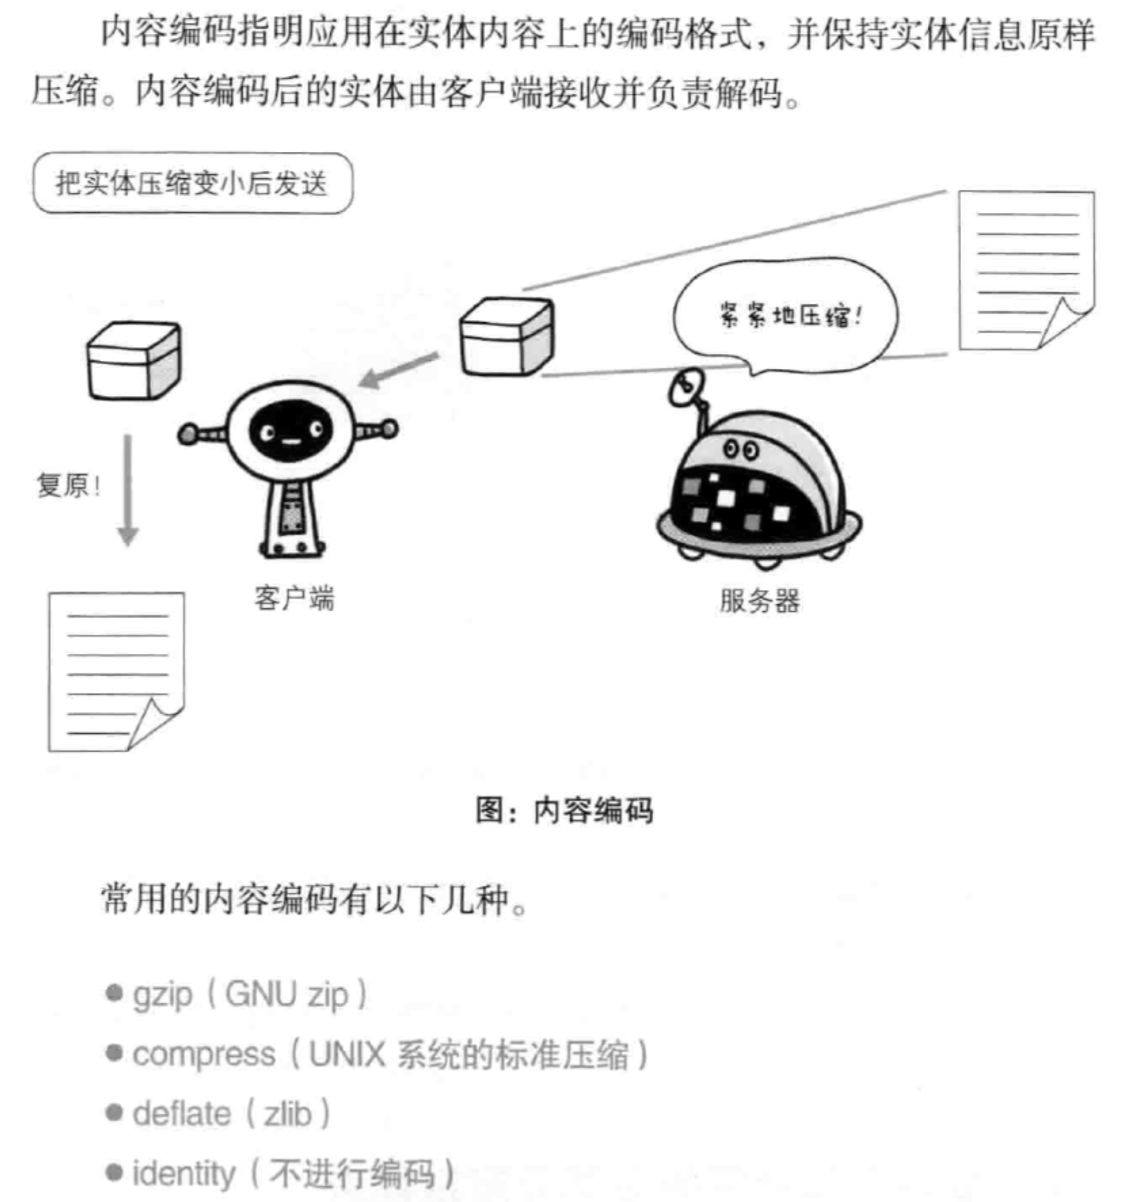 内容编码指明应用在实体内容上的编码格式，并保持实体信息原样
压缩。内容编码后的实体由客户端接收并负责解码。
把实体压缩变小后发送
紧紧地压缩！
复原！
客户端
服务器
图：内容编码
常用的内容编码有以下几种。
●gzip（GNU zip）
●compress（UNIX 系统的标准压缩）
●deflate（zlib）
●identity（不进行编码）